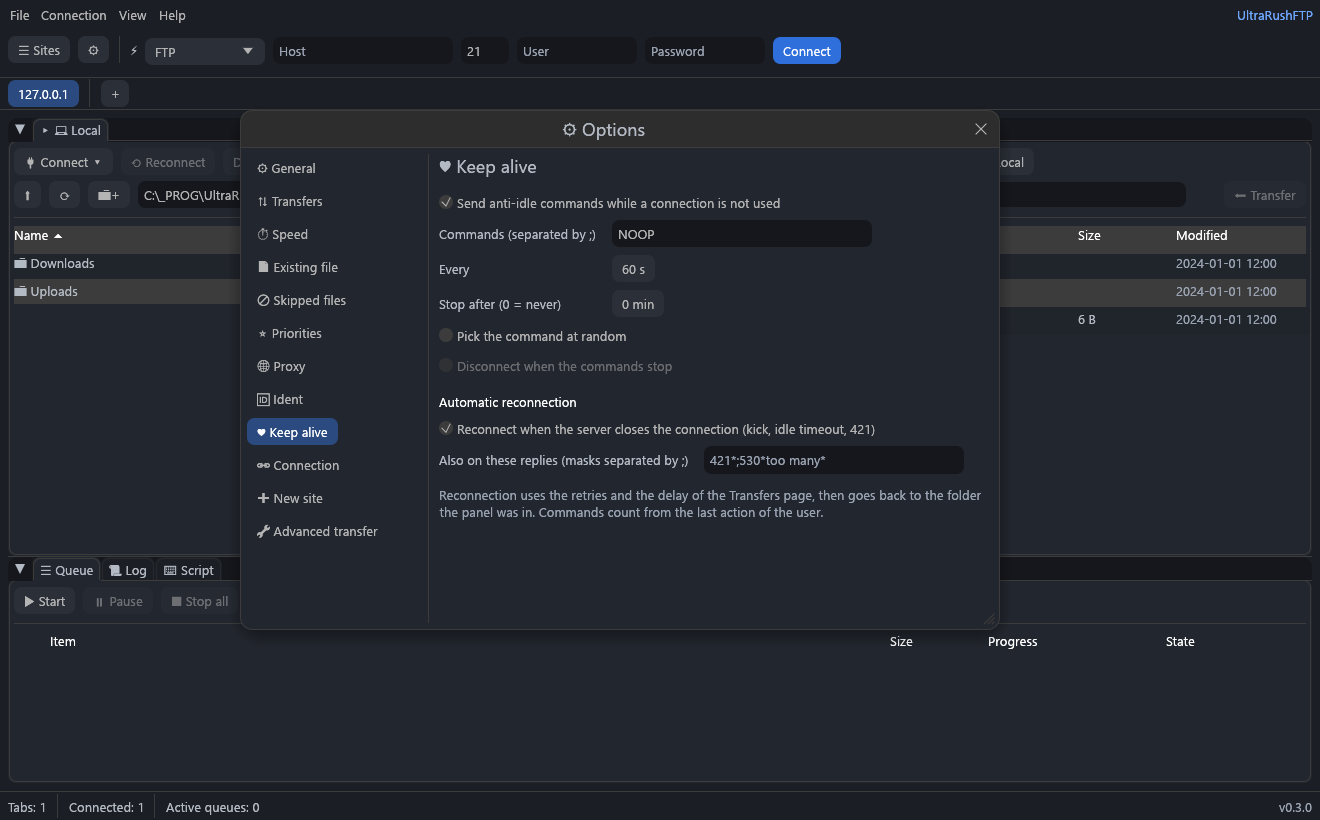 File Connection View Help UltraRushFTP
Sites FTP Host 21 User Password Connect
127.0.0.1 +
Local
Options
Connect Reconnect
C:\_PROG\UltraR
Transfer
Name Size Modified
Downloads 2024-01-01 12:00
Uploads 2024-01-01 12:00
6 B 2024-01-01 12:00
General
Transfers
Speed
Existing file
Skipped files
Priorities
Proxy
Ident
Keep alive
Connection
New site
Advanced transfer
Keep alive
Send anti-idle commands while a connection is not used
Commands (separated by ;) NOOP
Every 60 s
Stop after (0 = never) 0 min
Pick the command at random
Disconnect when the commands stop
Automatic reconnection
Reconnect when the server closes the connection (kick, idle timeout, 421)
Also on these replies (masks separated by ;) 421*;530*too many*
Reconnection uses the retries and the delay of the Transfers page, then goes back to the folder
the panel was in. Commands count from the last action of the user.
Queue Log Script
Start Pause Stop all
Item Size Progress State
Tabs: 1 Connected: 1 Active queues: 0 v0.3.0